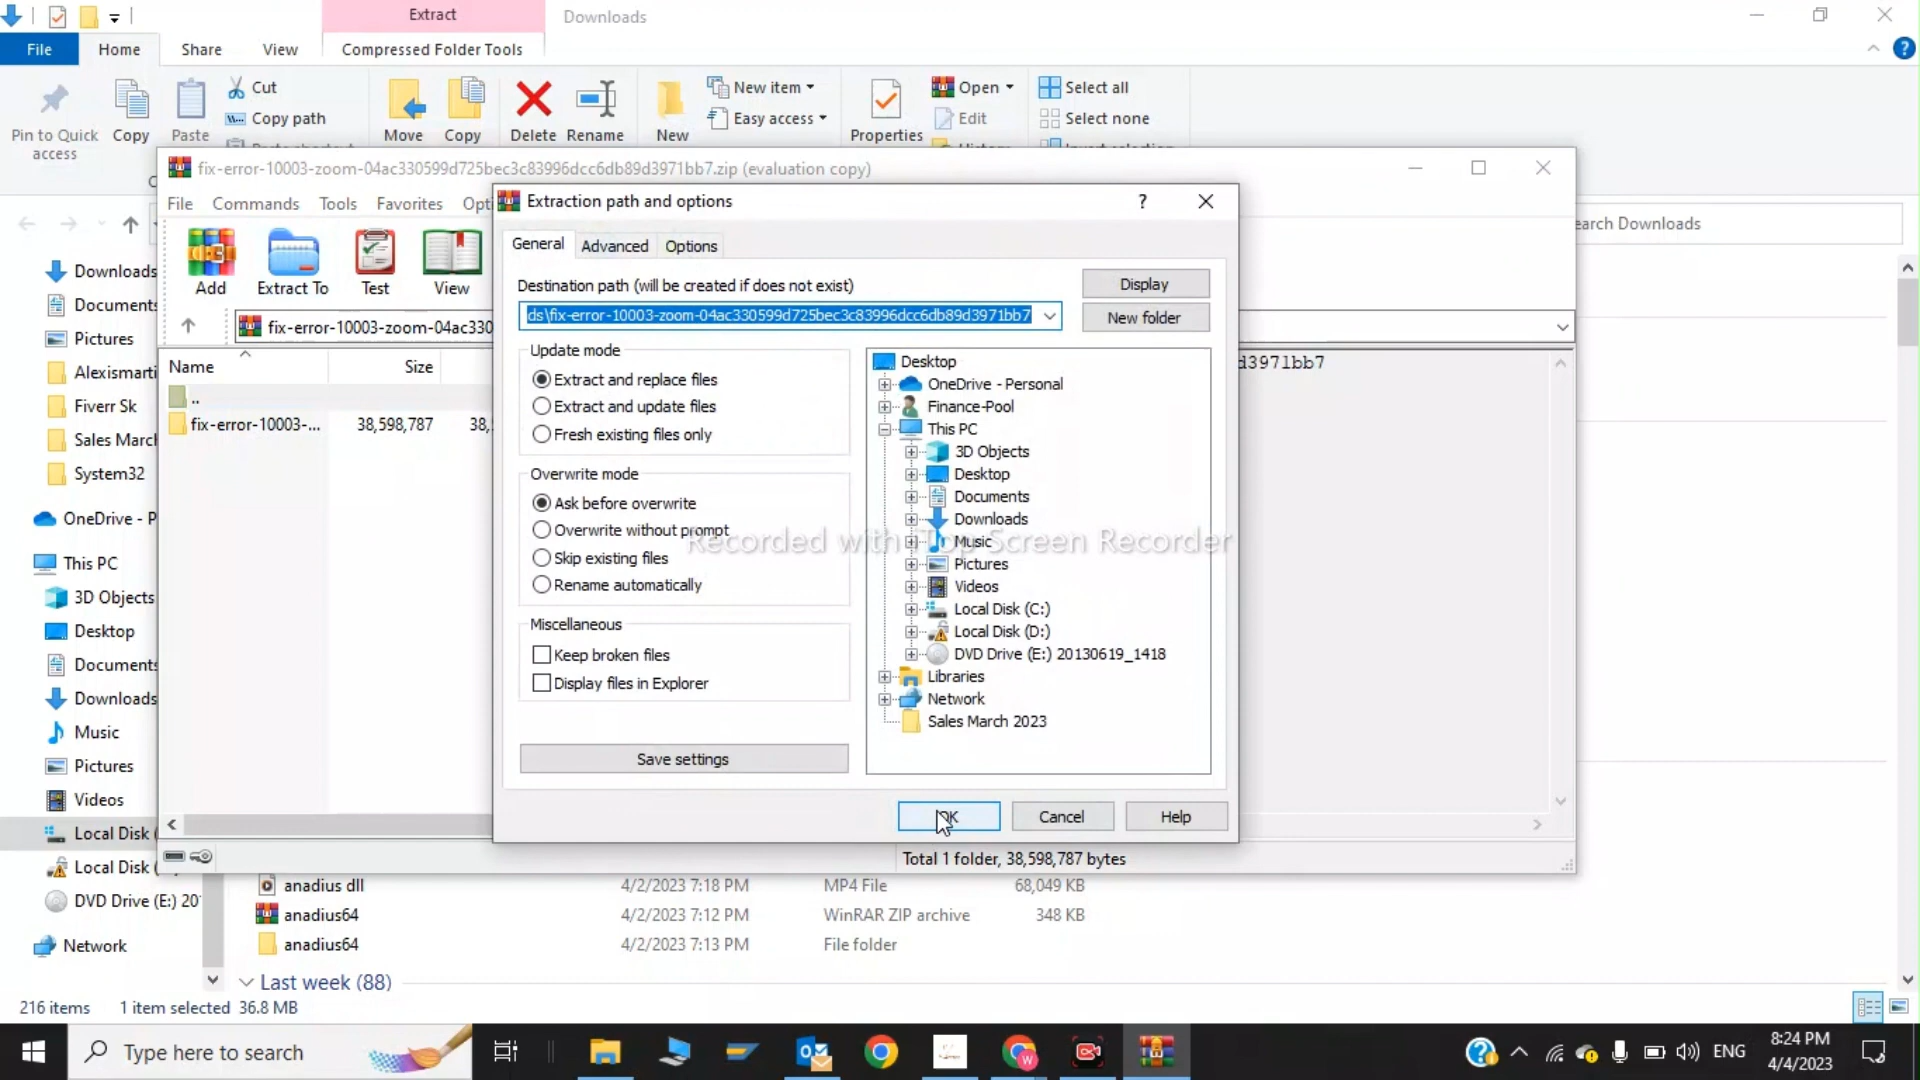 Extract
Downloads
File
Home
Share
View
Compressed Folder Tools
Cut
Copy path
New item
Easy access
Open
Edit
Select all
Select none
Pin to Quick
access
Copy
Paste
Move
Copy
Delete
Rename
New
Properties
fix-error-10003-zoom-04ac330599d725bec3c83996dcc6db89d3971bb7.zip (evaluation copy)
File
Commands
Tools
Favorites
Opt
Add
Extract To
Test
View
fix-error-10003-zoom-04ac330
earch Downloads
Name
Size
..
fix-error-10003-...
38,598,787
38,
d3971bb7
Total 1 folder, 38,598,787 bytes
Extraction path and options
?
General
Advanced
Options
Destination path (will be created if does not exist)
ds\fix-error-10003-zoom-04ac330599d725bec3c83996dcc6db89d3971bb7
Display
New folder
Update mode
Extract and replace files
Extract and update files
Fresh existing files only
Overwrite mode
Ask before overwrite
Overwrite without prompt
Skip existing files
Rename automatically
Miscellaneous
Keep broken files
Display files in Explorer
Save settings
Desktop
OneDrive - Personal
Finance-Pool
This PC
3D Objects
Desktop
Documents
Downloads
Music
Pictures
Videos
Local Disk (C:)
Local Disk (D:)
DVD Drive (E:) 20130619_1418
Libraries
Network
Sales March 2023
OK
Cancel
Help
Recorded with iTop Screen Recorder
Downloads
Document
Pictures
Alexismarti
Fiverr Sk
Sales Marc
System32
OneDrive - P
This PC
3D Objects
Desktop
Document
Downloads
Music
Pictures
Videos
Local Disk (
Local Disk (
DVD Drive (E:) 20
Network
anadius dll
4/2/2023 7:18 PM
MP4 File
68,049 KB
anadius64
4/2/2023 7:12 PM
WinRAR ZIP archive
348 KB
anadius64
4/2/2023 7:13 PM
File folder
Last week (88)
216 items
1 item selected 36.8 MB
Type here to search
ENG
8:24 PM
4/4/2023